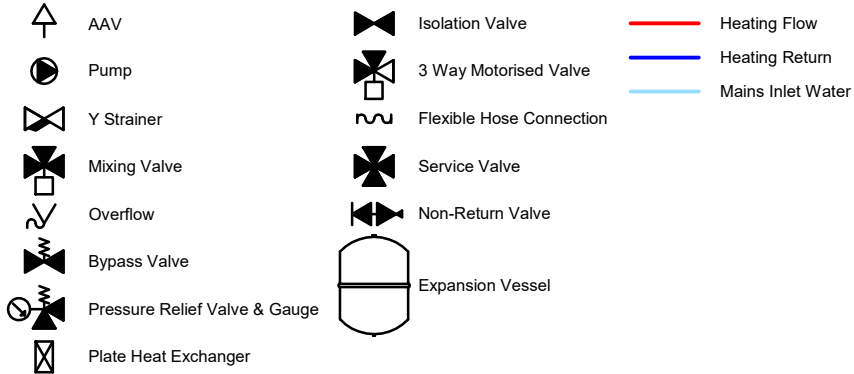 AAV
Pump
Y Strainer
Mixing Valve
Overflow
Bypass Valve
Pressure Relief Valve & Gauge
Plate Heat Exchanger
Isolation Valve
3 Way Motorised Valve
Flexible Hose Connection
Service Valve
Non-Return Valve
Expansion Vessel
Heating Flow
Heating Return
Mains Inlet Water